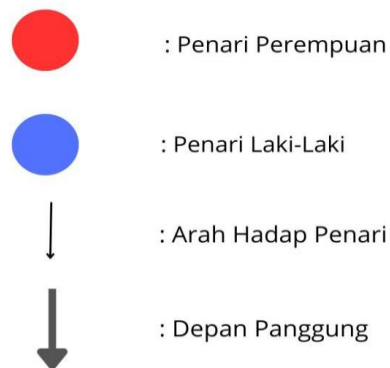 : Penari Perempuan
: Penari Laki-Laki
: Arah Hadap Penari
: Depan Panggung